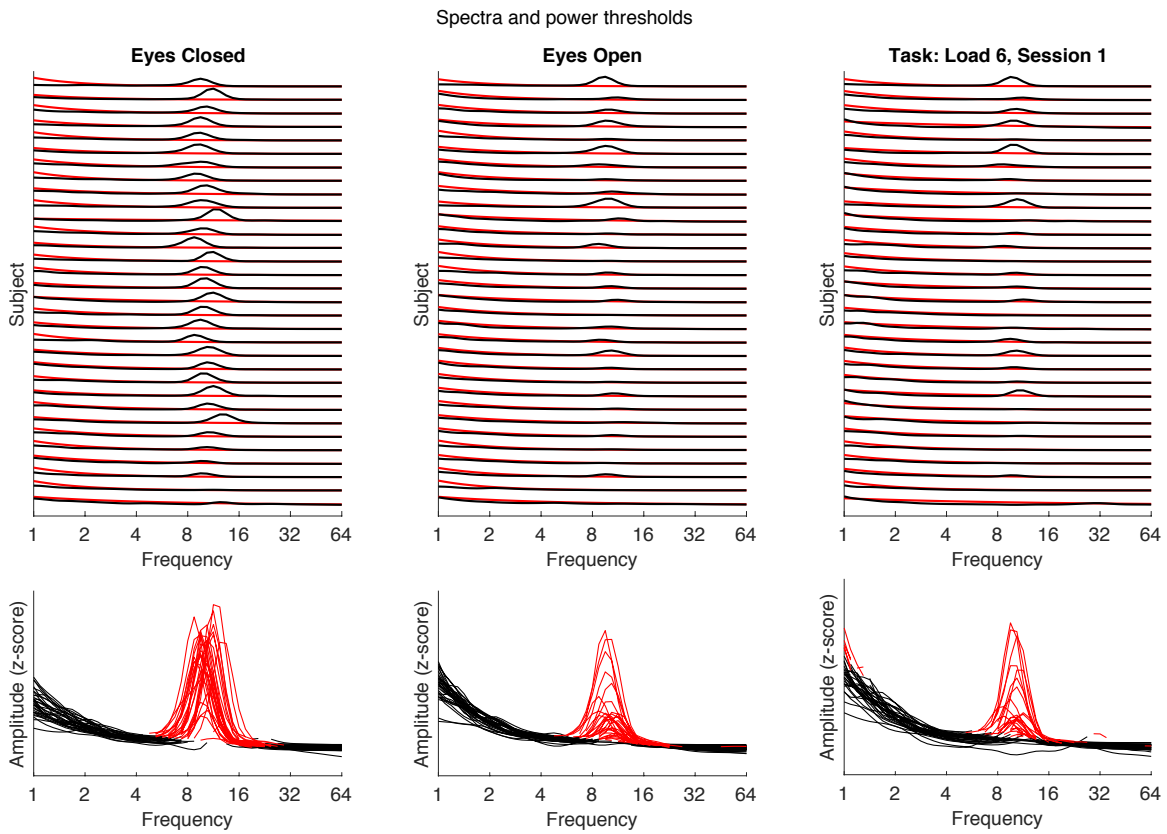 Spectra and power thresholds
Eyes Closed
Eyes Open
Task: Load 6, Session 1
Subject
Subject
Subject
1 2 4 8 16 32 64
1 2 4 8 16 32 64
1 2 4 8 16 32 64
Frequency
Frequency
Frequency
Amplitude (z-score)
Amplitude (z-score)
Amplitude (z-score)
1 2 4 8 16 32 64
1 2 4 8 16 32 64
1 2 4 8 16 32 64
Frequency
Frequency
Frequency